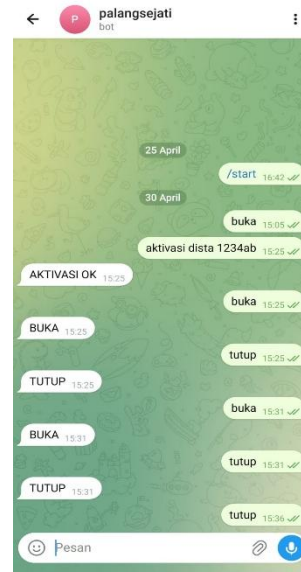 palangsejati
P
bot
25 April
/start 16:42
30 April
buka 15:05
aktivasi dista 1234ab 15:25
AKTIVASI OK 15:25
buka 15:25
BUKA 15:25
tutup 15:25
TUTUP 15:25
buka 15:31
BUKA 15:31
tutup 15:31
TUTUP 15:31
tutup 15:36
Pesan